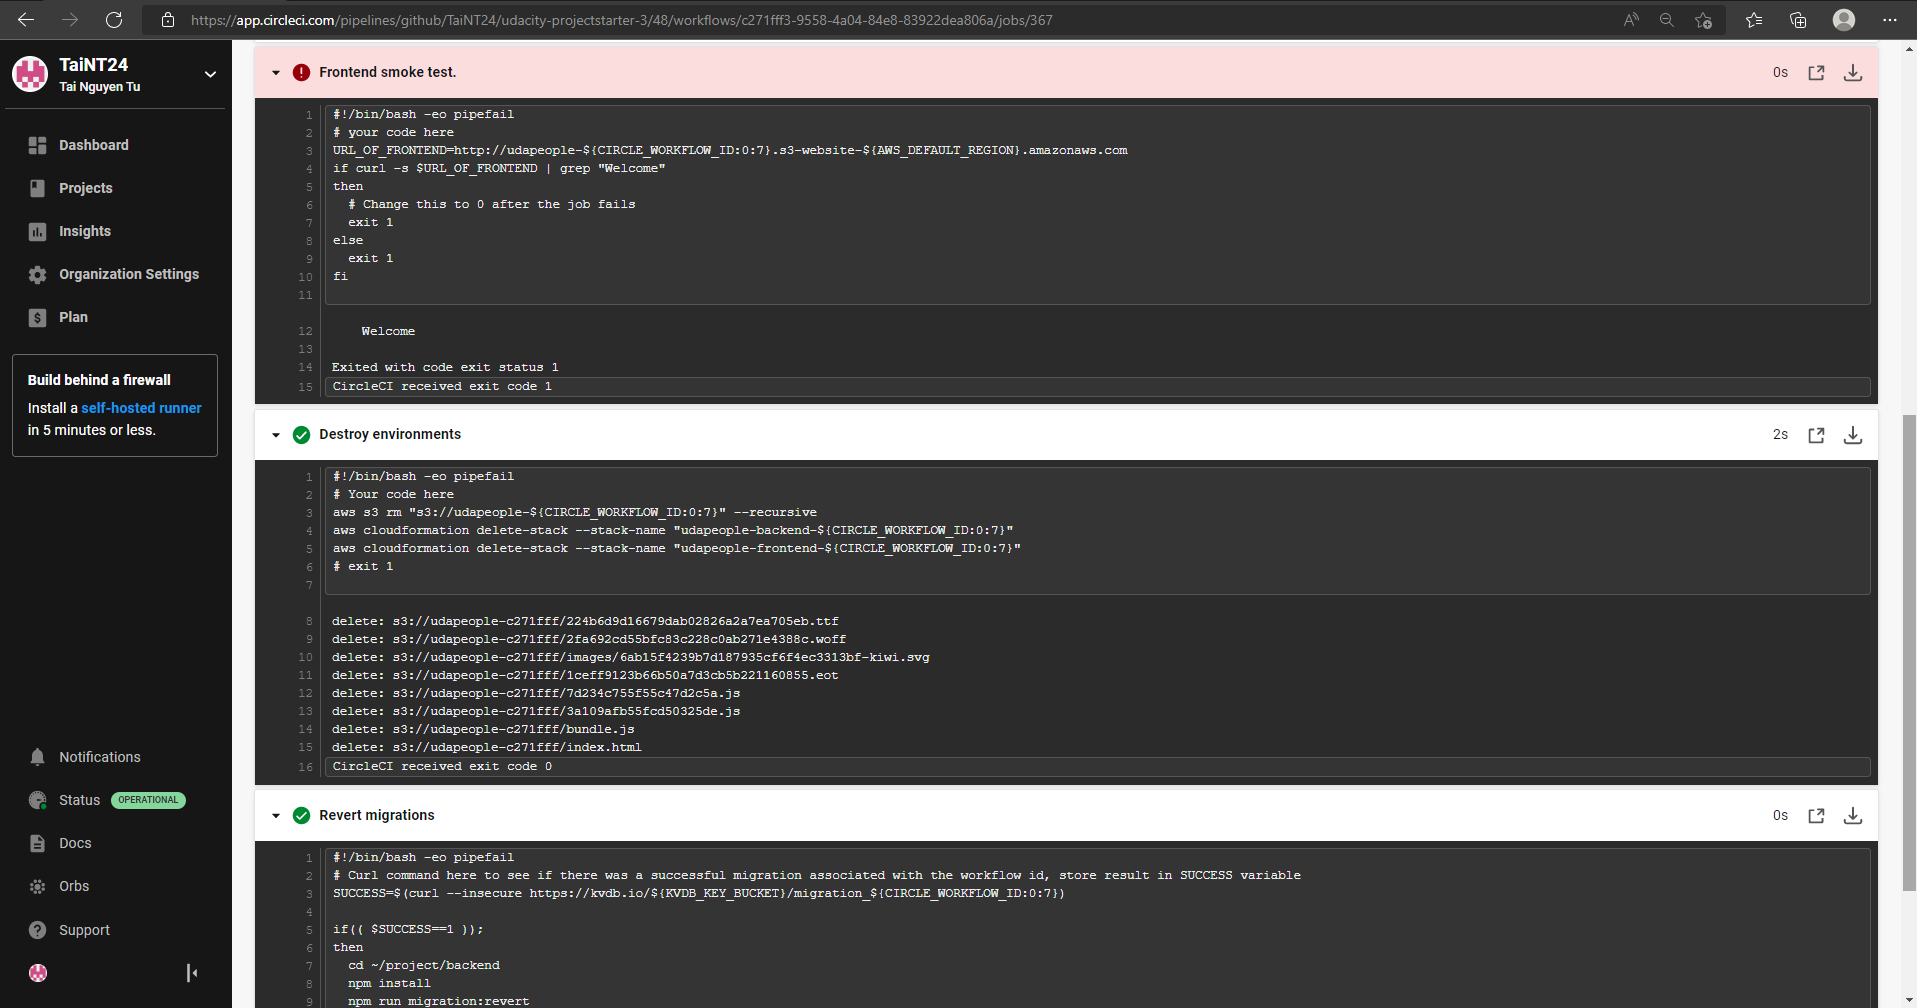 https://app.circleci.com/pipelines/github/TaiNT24/udacity-projectstarter-3/48/workflows/c271fff3-9558-4a04-84e8-83922dea806a/jobs/367
TaiNT24
Tai Nguyen Tu
Dashboard
Projects
Insights
Organization Settings
Plan
Build behind a firewall
Install a self-hosted runner
in 5 minutes or less.
Notifications
Status OPERATIONAL
Docs
Orbs
Support
Frontend smoke test. 0s
1 #!/bin/bash -eo pipefail
2 # your code here
3 URL_OF_FRONTEND=http://udapeople-${CIRCLE_WORKFLOW_ID:0:7}.s3-website-${AWS_DEFAULT_REGION}.amazonaws.com
4 if curl -s $URL_OF_FRONTEND | grep "Welcome"
5 then
6 # Change this to 0 after the job fails
7 exit 1
8 else
9 exit 1
10 fi
11
12 Welcome
13
14 Exited with code exit status 1
15 CircleCI received exit code 1
Destroy environments 2s
1 #!/bin/bash -eo pipefail
2 # Your code here
3 aws s3 rm "s3://udapeople-${CIRCLE_WORKFLOW_ID:0:7}" --recursive
4 aws cloudformation delete-stack --stack-name "udapeople-backend-${CIRCLE_WORKFLOW_ID:0:7}"
5 aws cloudformation delete-stack --stack-name "udapeople-frontend-${CIRCLE_WORKFLOW_ID:0:7}"
6 # exit 1
7
8 delete: s3://udapeople-c271fff/224b6d9d16679dab02826a2a7ea705eb.ttf
9 delete: s3://udapeople-c271fff/2fa692cd55bfc83c228c0ab271e4388c.woff
10 delete: s3://udapeople-c271fff/images/6ab15f4239b7d187935cf6f4ec3313bf-kiwi.svg
11 delete: s3://udapeople-c271fff/1ceff9123b66b50a7d3cb5b221160855.eot
12 delete: s3://udapeople-c271fff/7d234c755f55c47d2c5a.js
13 delete: s3://udapeople-c271fff/3a109afb55fcd50325de.js
14 delete: s3://udapeople-c271fff/bundle.js
15 delete: s3://udapeople-c271fff/index.html
16 CircleCI received exit code 0
Revert migrations 0s
1 #!/bin/bash -eo pipefail
2 # Curl command here to see if there was a successful migration associated with the workflow id, store result in SUCCESS variable
3 SUCCESS=$(curl --insecure https://kvdb.io/${KVDB_KEY_BUCKET}/migration_${CIRCLE_WORKFLOW_ID:0:7})
4
5 if(( $SUCCESS==1 ));
6 then
7 cd ~/project/backend
8 npm install
9 npm run migration:revert